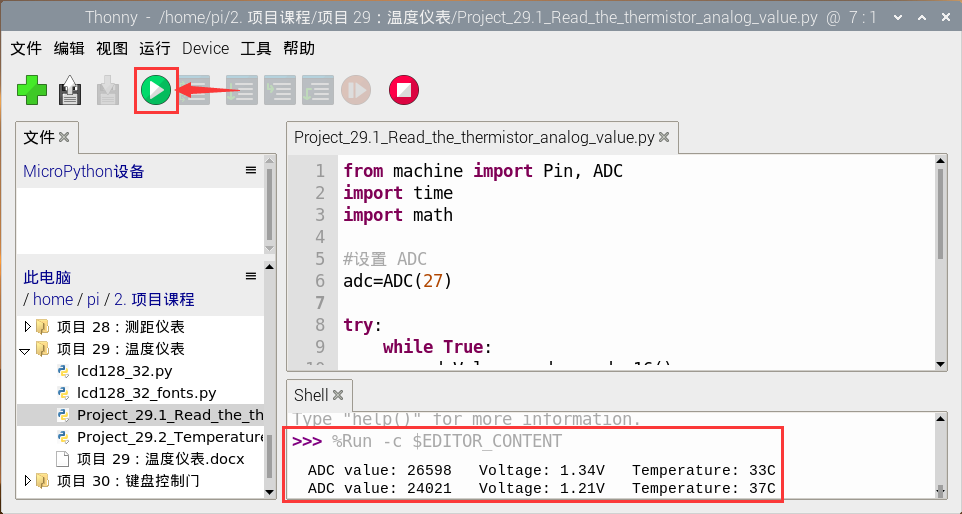 Thonny - /home/pi/2. 项目课程/项目 29：温度仪表/Project_29.1_Read_the_thermistor_analog_value.py @ 7 : 1
文件 编辑 视图 运行 Device 工具 帮助
文件
MicroPython设备
此电脑
/ home / pi / 2. 项目课程
项目 28：测距仪表
项目 29：温度仪表
lcd128_32.py
lcd128_32_fonts.py
Project_29.1_Read_the_th
Project_29.2_Temperature
项目 29：温度仪表.docx
项目 30：键盘控制门
Project_29.1_Read_the_thermistor_analog_value.py
1 from machine import Pin, ADC
2 import time
3 import math
4
5 #设置 ADC
6 adc=ADC(27)
7
8 try:
9 while True:
Shell
Type "help()" for more information.
>>> %Run -c $EDITOR_CONTENT
ADC value: 26598 Voltage: 1.34V Temperature: 33C
ADC value: 24021 Voltage: 1.21V Temperature: 37C